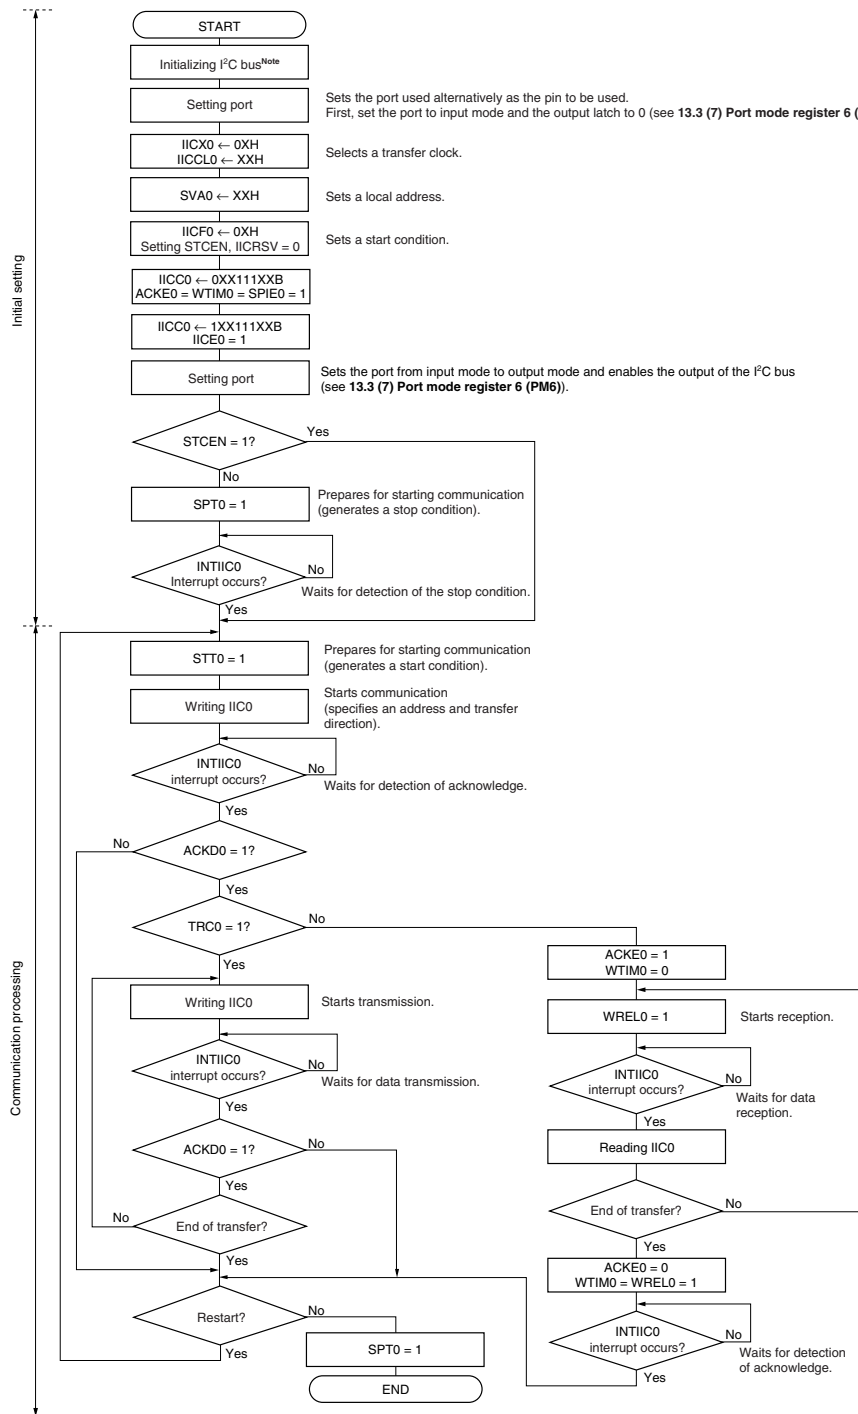 START
Initializing I²C bus^Note
Setting port
Sets the port used alternatively as the pin to be used.
First, set the port to input mode and the output latch to 0 (see 13.3 (7) Port mode register 6 (
IICX0 ← 0XH
IICCL0 ← XXH
Selects a transfer clock.
SVA0 ← XXH
Sets a local address.
IICF0 ← 0XH
Setting STCEN, IICRSV = 0
Sets a start condition.
Initial setting
IICC0 ← 0XX111XXB
ACKE0 = WTIM0 = SPIE0 = 1
IICC0 ← 1XX111XXB
IICE0 = 1
Setting port
Sets the port from input mode to output mode and enables the output of the I²C bus
(see 13.3 (7) Port mode register 6 (PM6)).
STCEN = 1?
Yes
No
SPT0 = 1
Prepares for starting communication
(generates a stop condition).
INTIIC0
Interrupt occurs?
No
Waits for detection of the stop condition.
Yes
STT0 = 1
Prepares for starting communication
(generates a start condition).
Writing IIC0
Starts communication
(specifies an address and transfer
direction).
INTIIC0
interrupt occurs?
No
Waits for detection of acknowledge.
Yes
No
ACKD0 = 1?
Yes
TRC0 = 1?
No
Yes
Communication processing
Writing IIC0
Starts transmission.
INTIIC0
interrupt occurs?
No
Waits for data transmission.
Yes
ACKD0 = 1?
No
Yes
No
End of transfer?
Yes
Restart?
No
Yes
SPT0 = 1
END
ACKE0 = 1
WTIM0 = 0
WREL0 = 1
Starts reception.
INTIIC0
interrupt occurs?
No
Waits for data
reception.
Yes
Reading IIC0
End of transfer?
No
Yes
ACKE0 = 0
WTIM0 = WREL0 = 1
INTIIC0
interrupt occurs?
No
Waits for detection
of acknowledge.
Yes